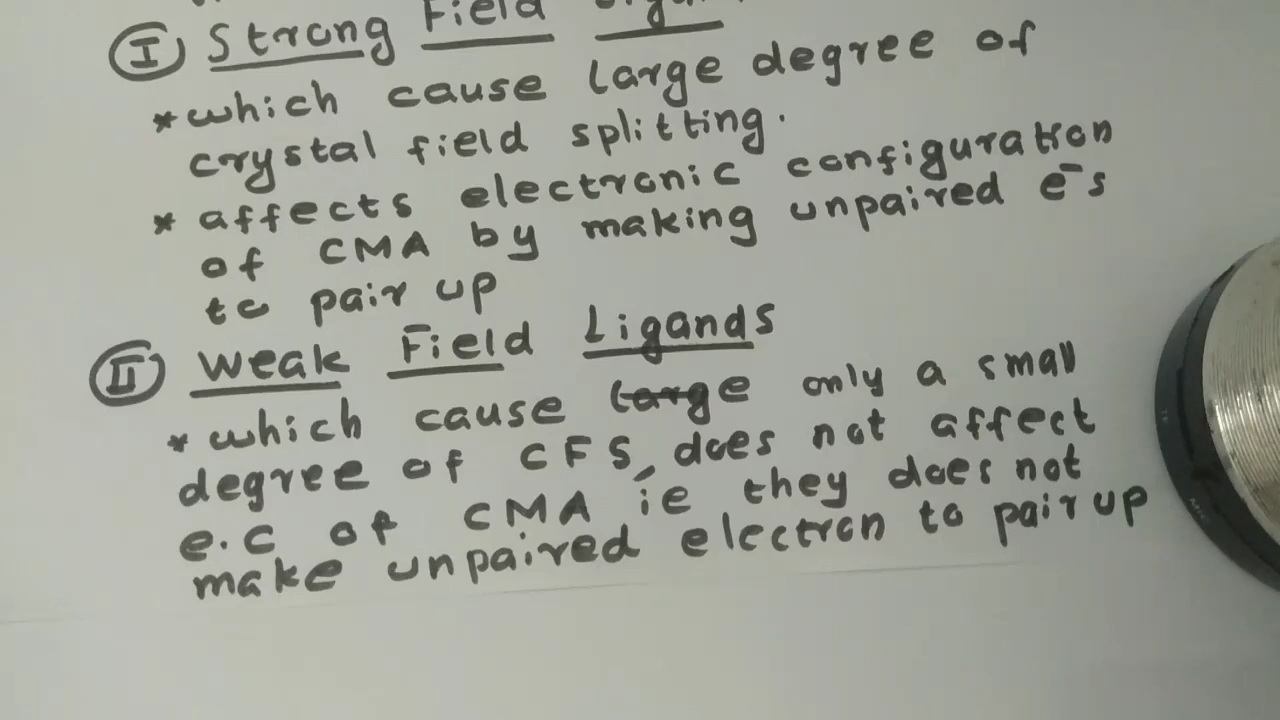 I Strong Field
*which cause large degree of
crystal field splitting.
* affects electronic configuration
of CMA by making unpaired e⁻s
to pair up
II Weak Field Ligands
*which cause large only a small
degree of CFS, does not affect
e.c of CMA ie they does not
make unpaired electron to pair up